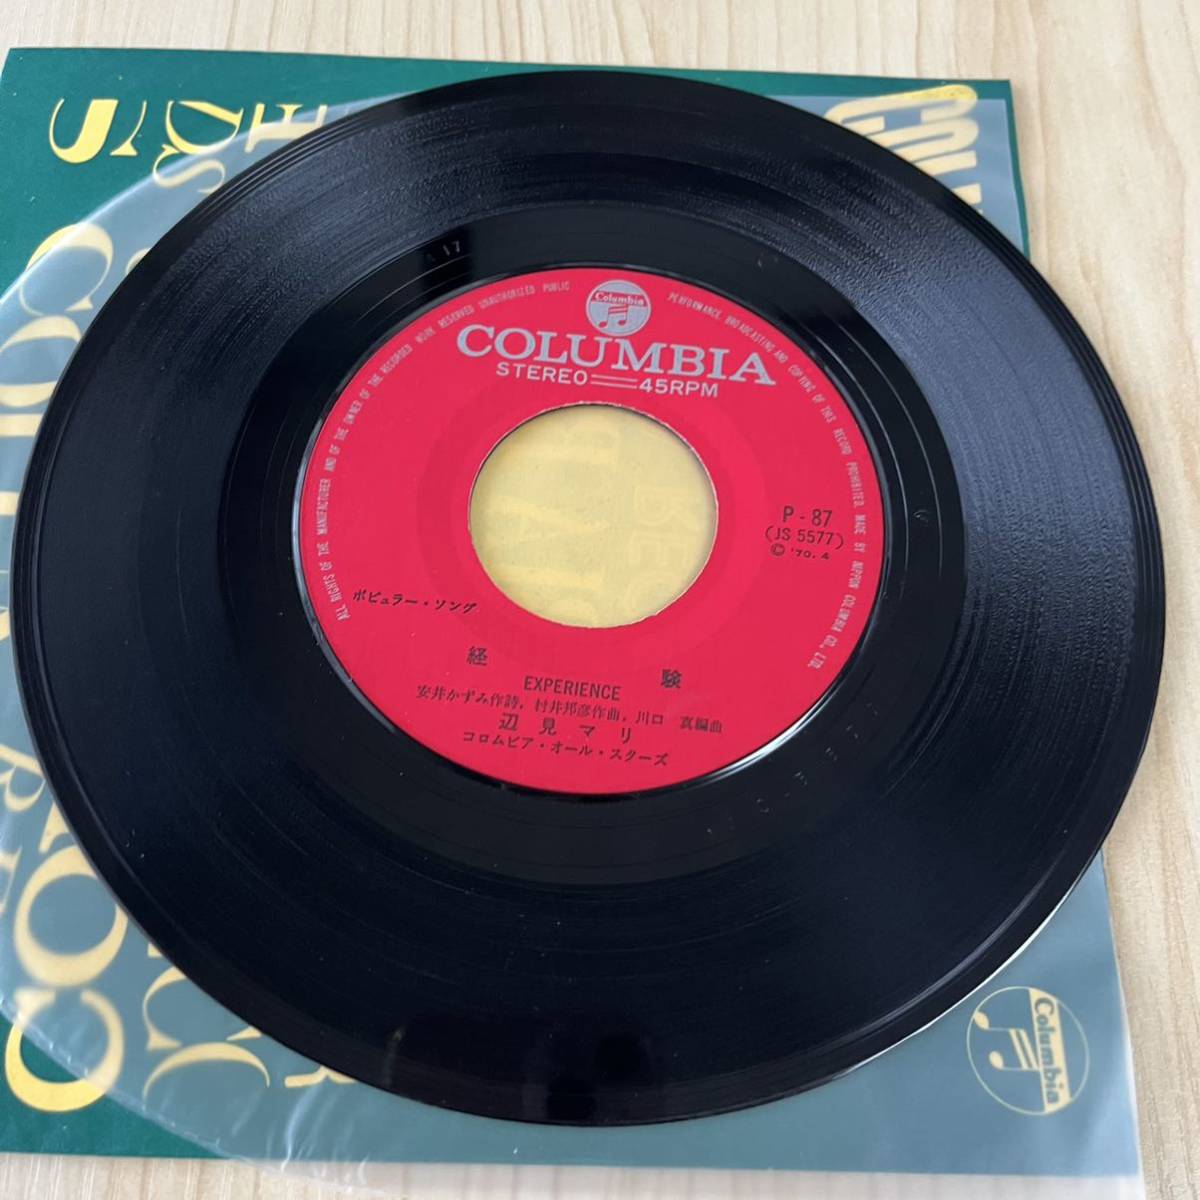 Columbia
COLUMBIA
STEREO 45RPM
ALL RIGHTS OF THE MANUFACTURER AND OF THE OWNER OF THE RECORDED WORK RESERVED UNAUTHORIZED PUBLIC PERFORMANCE BROADCASTING AND COPYING OF THIS RECORD PROHIBITED. MADE BY NIPPON COLUMBIA CO., LTD.
P-87
(JS 5577)
© '70.4
ポピュラー・ソング
経 験
EXPERIENCE
安井かずみ作詩, 村井邦彦作曲, 川口 真編曲
辺見マリ
コロムビア・オール・スターズ
Columbia